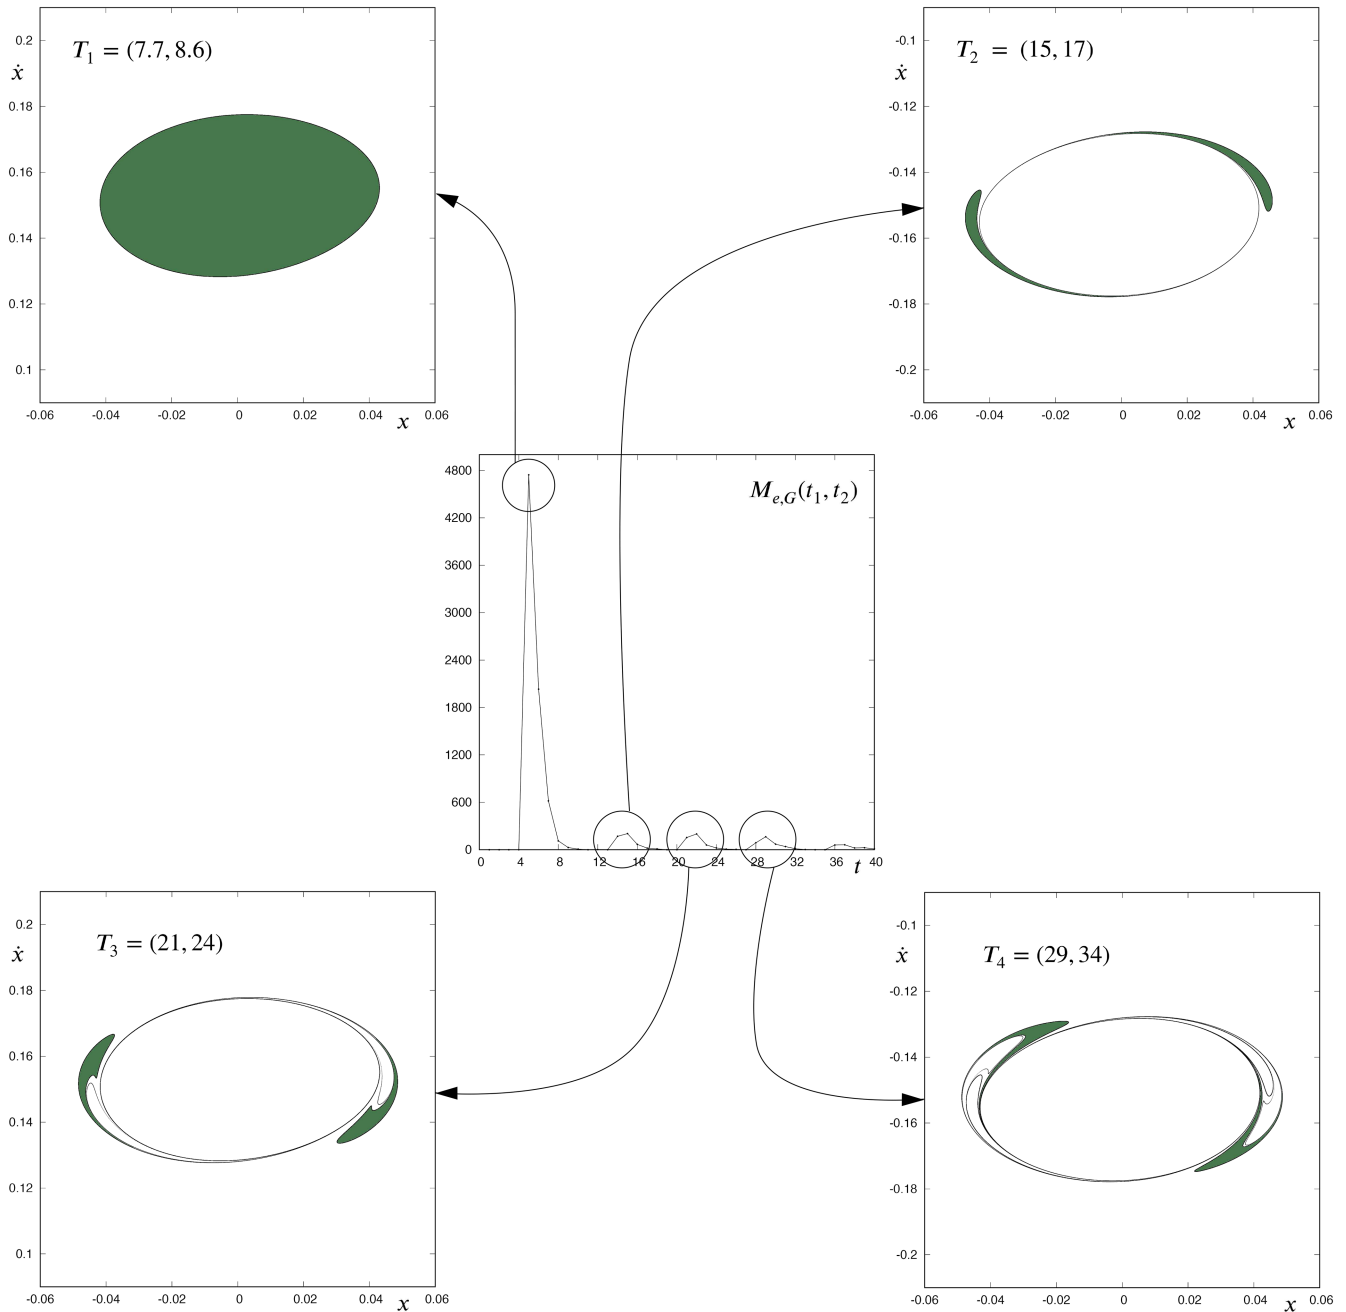 T₁ = (7.7, 8.6)
0.2
ẋ
0.18
0.16
0.14
0.12
0.1
-0.06 -0.04 -0.02 0 0.02 0.04 0.06
x
T₂ = (15, 17)
-0.1
ẋ
-0.12
-0.14
-0.16
-0.18
-0.2
-0.06 -0.04 -0.02 0 0.02 0.04 0.06
x
M_{e,G}(t₁, t₂)
4800
4200
3600
3000
2400
1800
1200
600
0
0 4 8 12 16 20 24 28 32 36 40
t
T₃ = (21, 24)
0.2
ẋ
0.18
0.16
0.14
0.12
0.1
-0.06 -0.04 -0.02 0 0.02 0.04 0.06
x
T₄ = (29, 34)
-0.1
ẋ
-0.12
-0.14
-0.16
-0.18
-0.2
-0.06 -0.04 -0.02 0 0.02 0.04 0.06
x